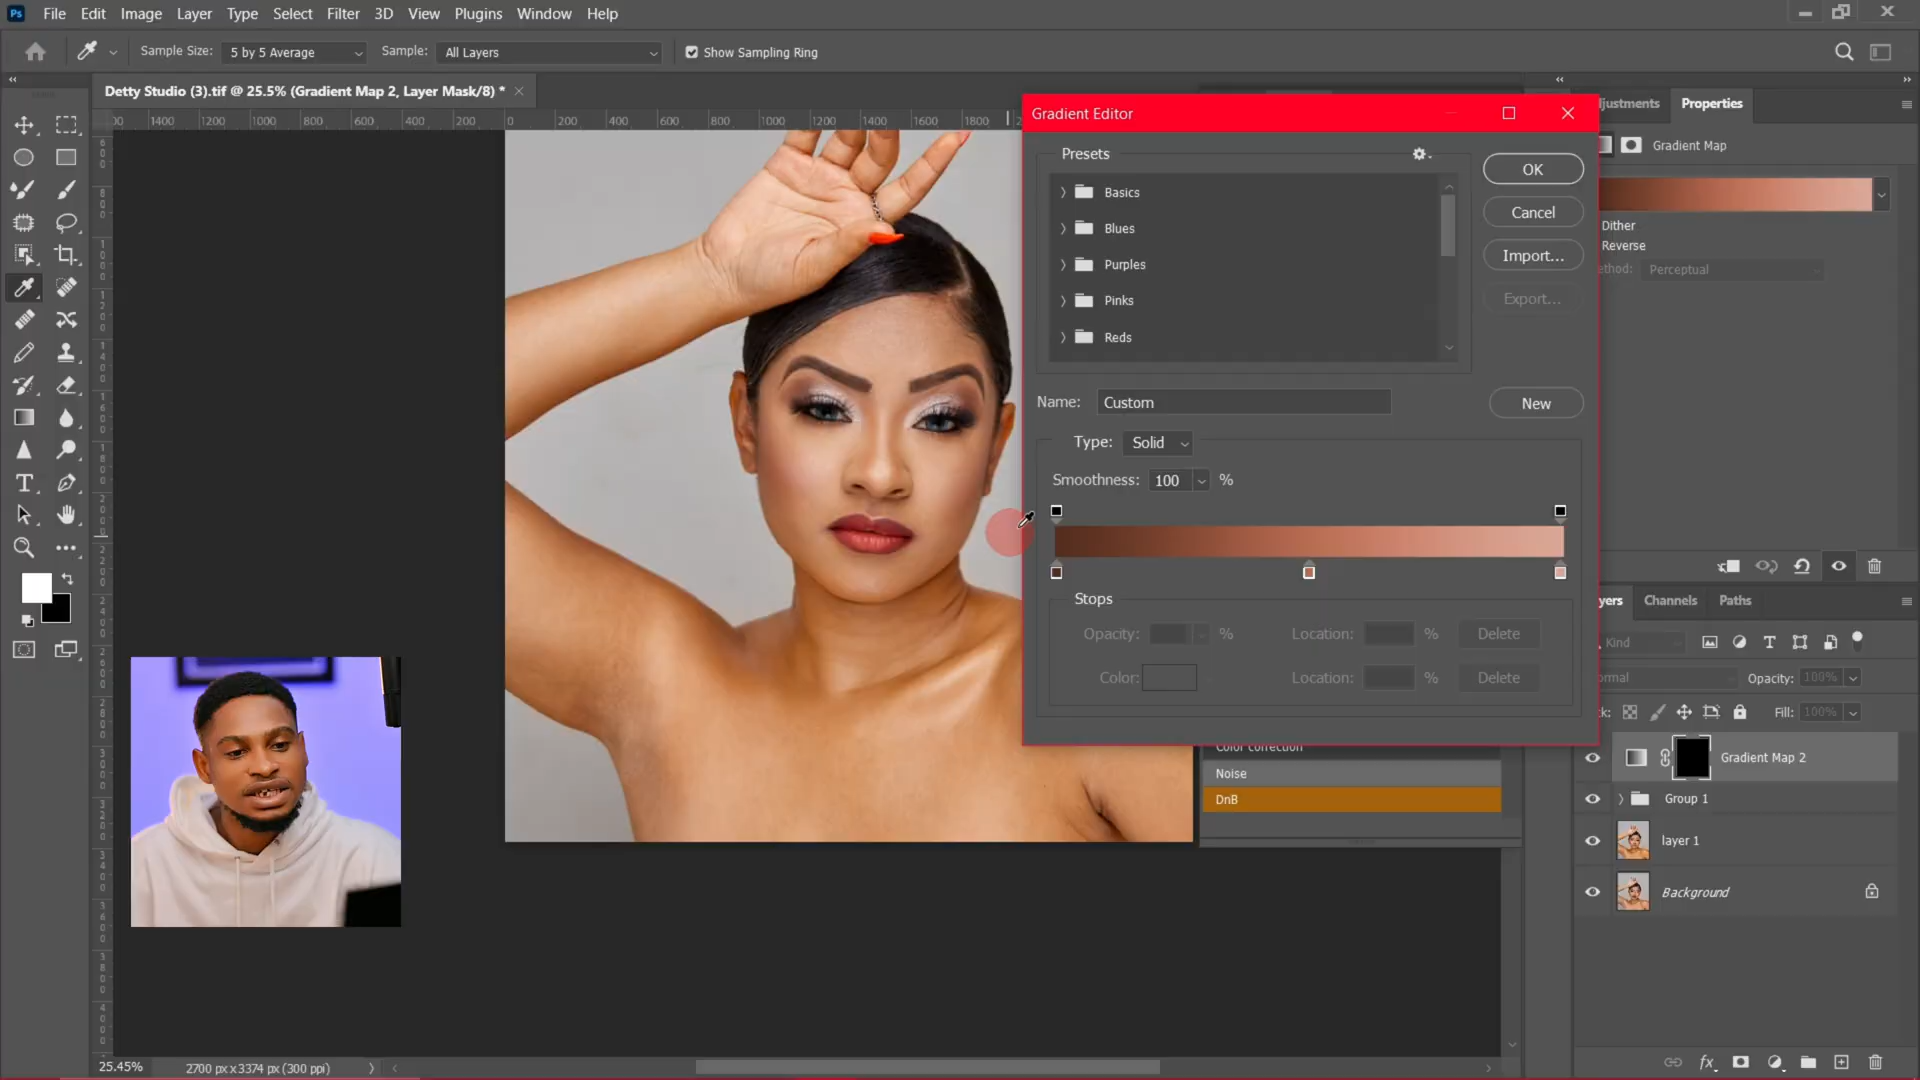 Ps File Edit Image Layer Type Select Filter 3D View Plugins Window Help
Sample Size: 5 by 5 Average Sample: All Layers Show Sampling Ring
Detty Studio (3).tif @ 25.5% (Gradient Map 2, Layer Mask/8) * ×
1400 1200 1000 800 600 400 200 0 200 400 600 800 1000 1200 1400 1600 1800
Gradient Editor
Presets
Basics
Blues
Purples
Pinks
Reds
OK
Cancel
Import...
Export...
Name: Custom
New
Type: Solid
Smoothness: 100 %
Stops
Opacity: % Location: % Delete
Color: Location: % Delete
Color correction
Noise
DnB
Properties
Gradient Map
Dither
Reverse
Perceptual
Channels Paths
Kind
Opacity: 100%
Fill: 100%
Gradient Map 2
Group 1
layer 1
Background
25.45% 2700 px x 3374 px (300 ppi)